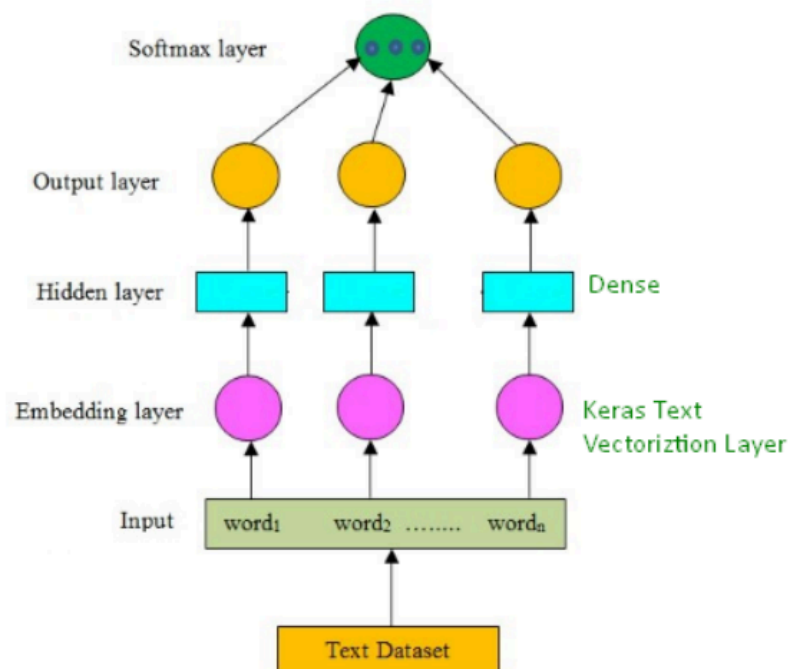 Softmax layer
Output layer
Hidden layer
Dense
Embedding layer
Keras Text
Vectoriztion Layer
Input
word₁ word₂ ........ wordₙ
Text Dataset